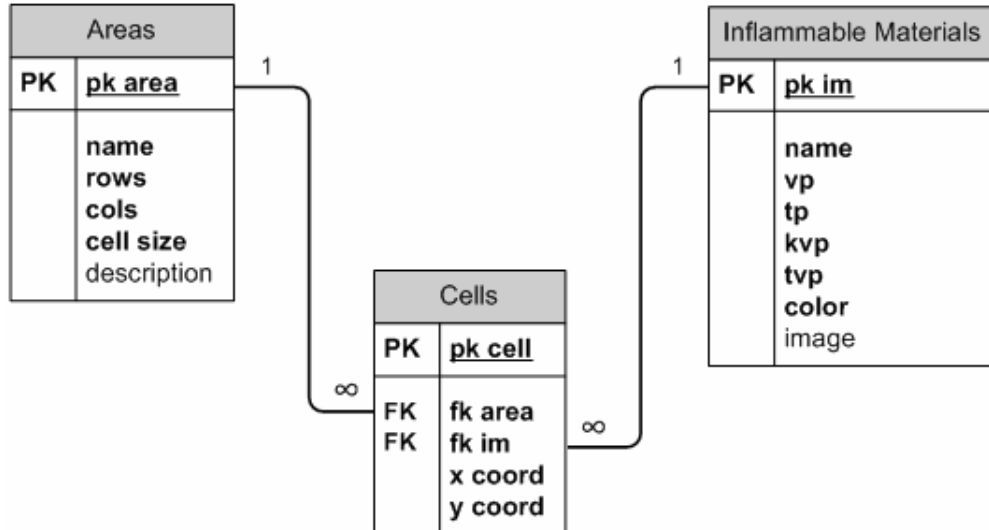 Areas
PK pk area
name
rows
cols
cell size
description
1
Inflammable Materials
PK pk im
name
vp
tp
kvp
tvp
color
image
1
Cells
PK pk cell
FK fk area
FK fk im
x coord
y coord
∞
∞